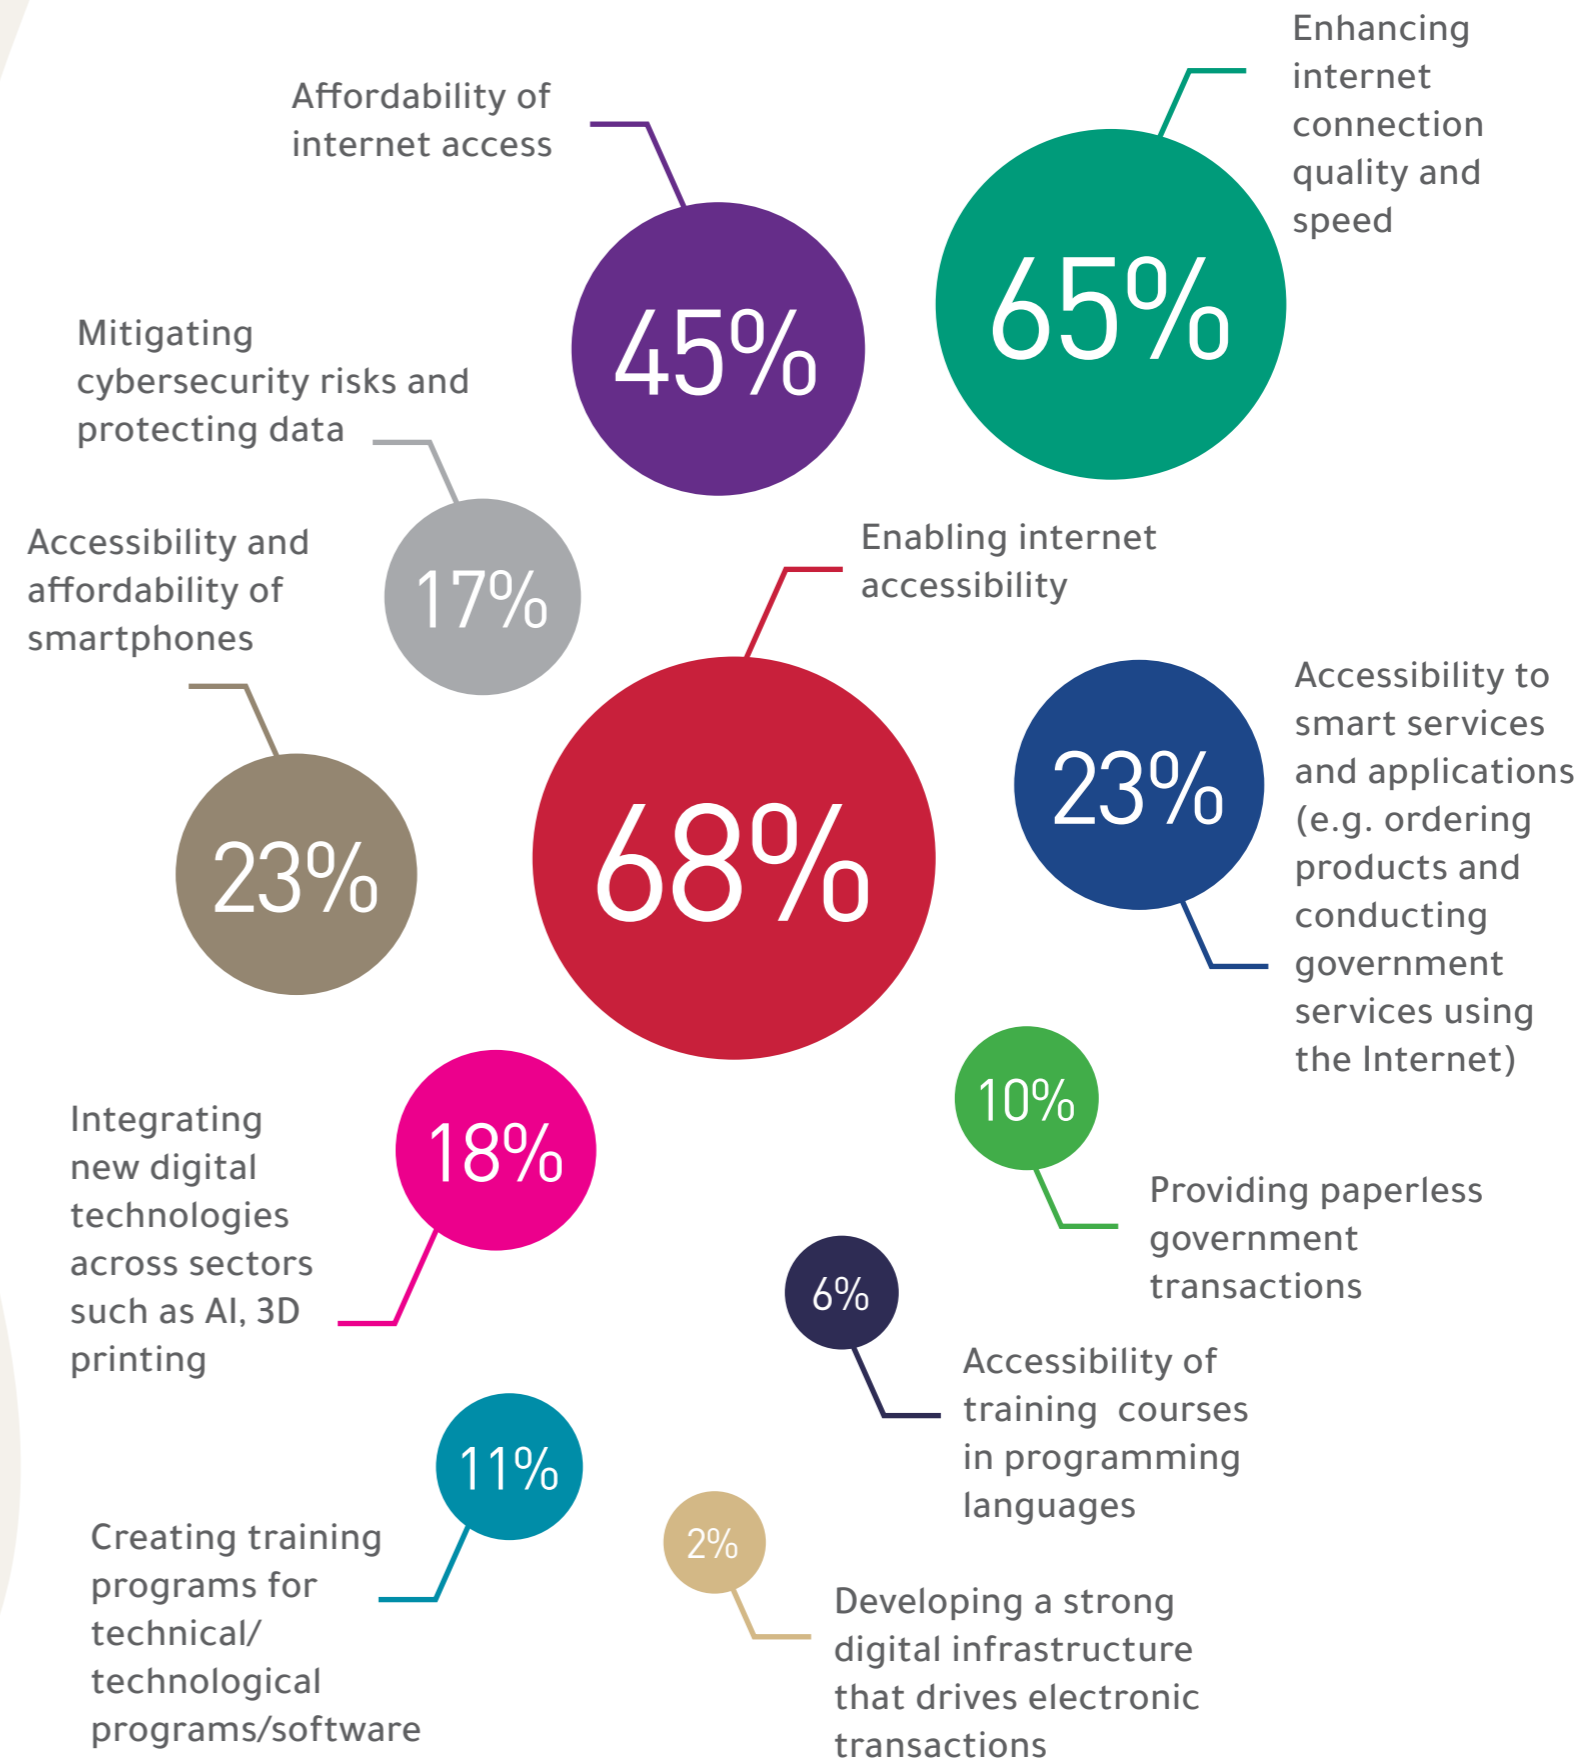 Enhancing
internet
connection
quality and
speed
65%
Affordability of
internet access
45%
Mitigating
cybersecurity risks and
protecting data
17%
Accessibility and
affordability of
smartphones
23%
Enabling internet
accessibility
68%
23%
Accessibility to
smart services
and applications
(e.g. ordering
products and
conducting
government
services using
the Internet)
18%
Integrating
new digital
technologies
across sectors
such as AI, 3D
printing
10%
Providing paperless
government
transactions
6%
Accessibility of
training courses
in programming
languages
11%
Creating training
programs for
technical/
technological
programs/software
2%
Developing a strong
digital infrastructure
that drives electronic
transactions